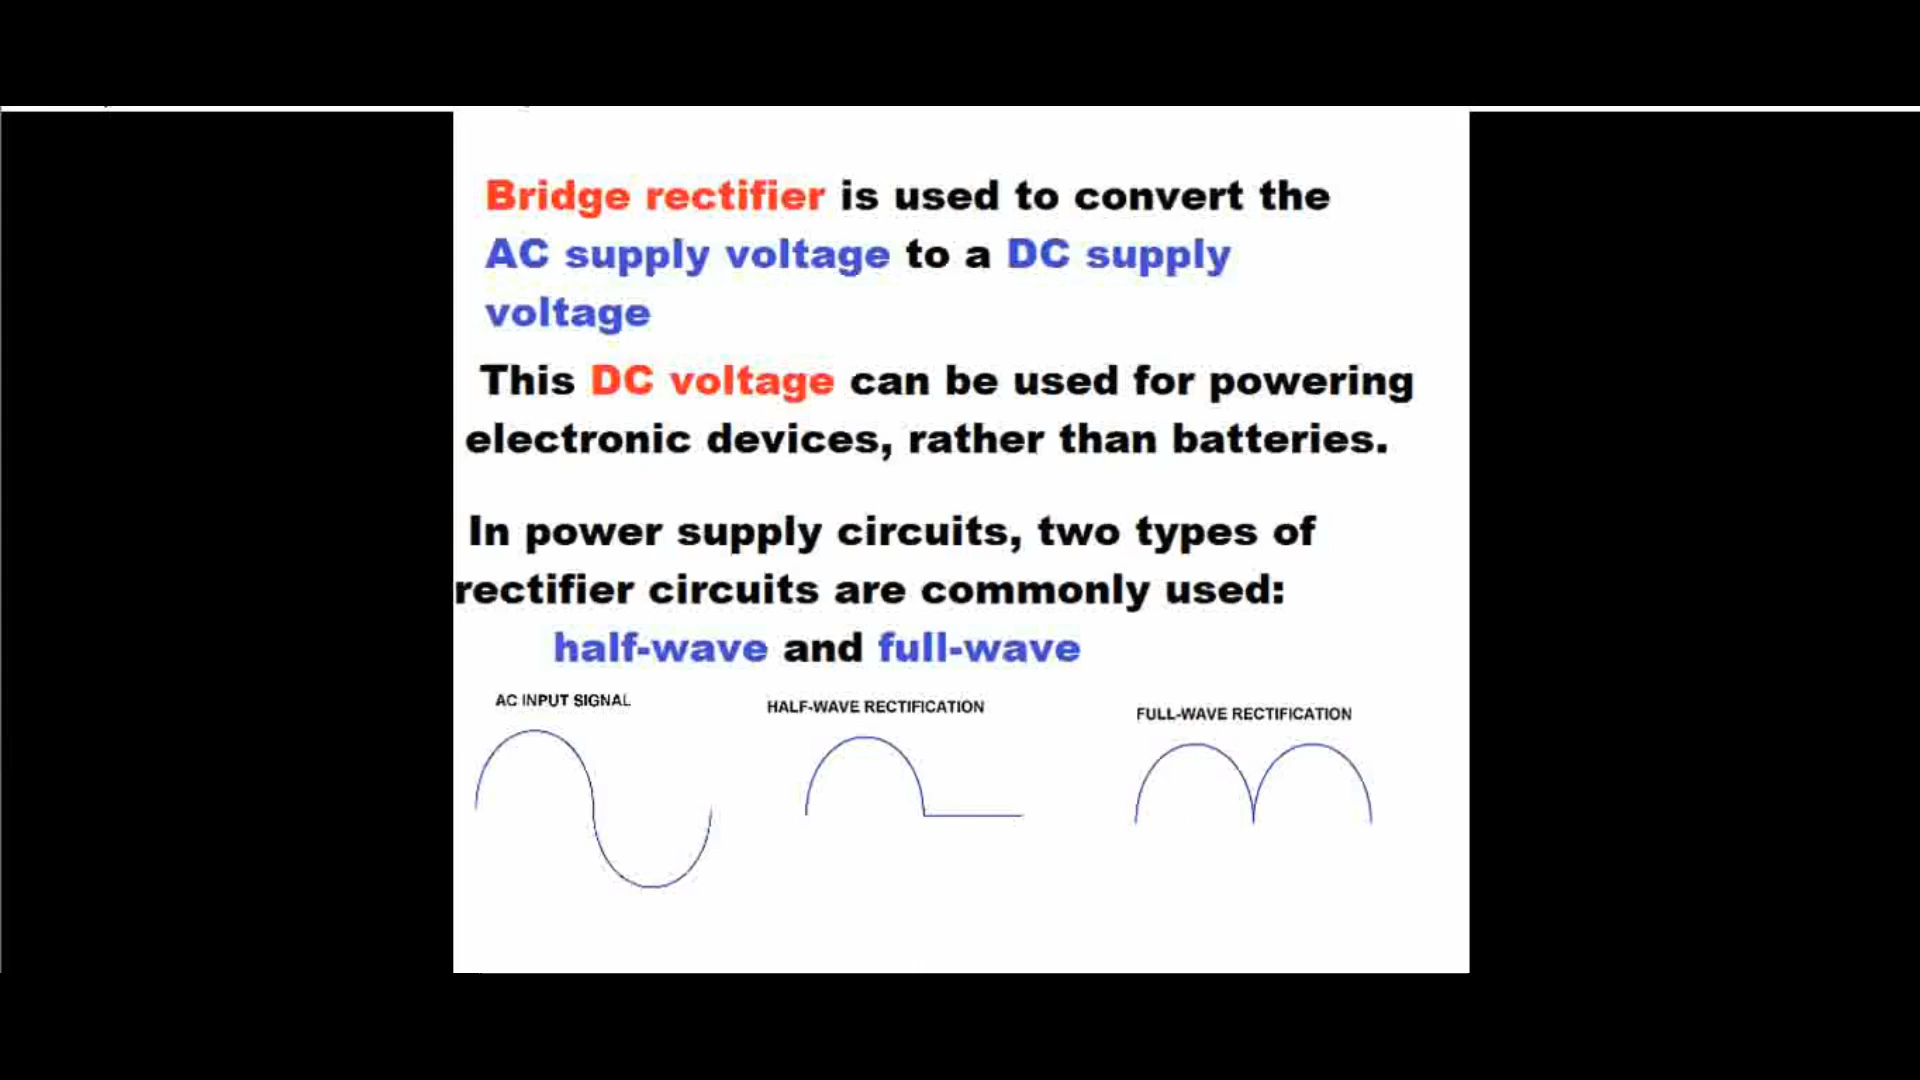 Bridge rectifier is used to convert the
AC supply voltage to a DC supply
voltage
This DC voltage can be used for powering
electronic devices, rather than batteries.
In power supply circuits, two types of
rectifier circuits are commonly used:
half-wave and full-wave
AC INPUT SIGNAL
HALF-WAVE RECTIFICATION
FULL-WAVE RECTIFICATION